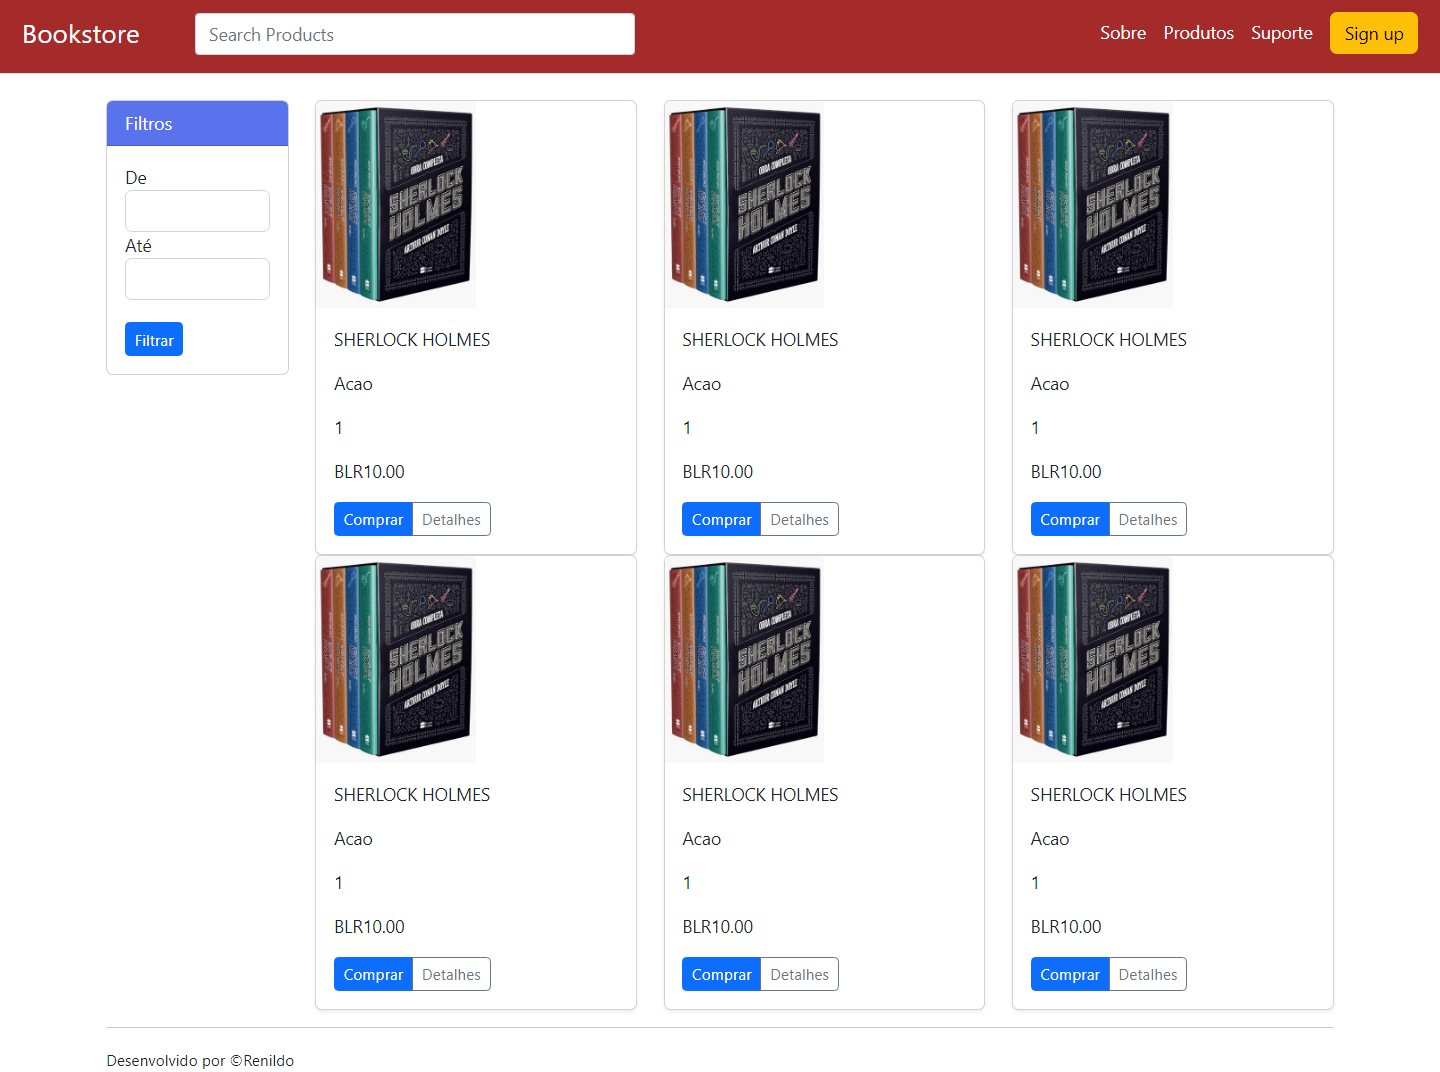 Bookstore
Search Products
Sobre Produtos Suporte Sign up
Filtros
De
Até
Filtrar
OBRA COMPLETA
SHERLOCK
HOLMES
ARTHUR CONAN DOYLE
SHERLOCK HOLMES
Acao
1
BLR10.00
Comprar Detalhes
OBRA COMPLETA
SHERLOCK
HOLMES
ARTHUR CONAN DOYLE
SHERLOCK HOLMES
Acao
1
BLR10.00
Comprar Detalhes
OBRA COMPLETA
SHERLOCK
HOLMES
ARTHUR CONAN DOYLE
SHERLOCK HOLMES
Acao
1
BLR10.00
Comprar Detalhes
OBRA COMPLETA
SHERLOCK
HOLMES
ARTHUR CONAN DOYLE
SHERLOCK HOLMES
Acao
1
BLR10.00
Comprar Detalhes
OBRA COMPLETA
SHERLOCK
HOLMES
ARTHUR CONAN DOYLE
SHERLOCK HOLMES
Acao
1
BLR10.00
Comprar Detalhes
OBRA COMPLETA
SHERLOCK
HOLMES
ARTHUR CONAN DOYLE
SHERLOCK HOLMES
Acao
1
BLR10.00
Comprar Detalhes
Desenvolvido por ©Renildo